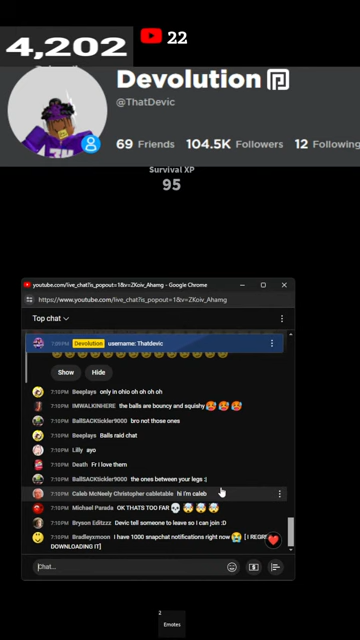 4,202
22
Devolution
@ThatDevic
69 Friends 104.5K Followers 12 Following
Survival XP
95
youtube.com/live_chat?is_popout=1&v=ZKoiv_Ahamg - Google Chrome
https://www.youtube.com/live_chat?is_popout=1&v=ZKoiv_Ahamg
Top chat
Devolution username: Thatdevic
Show Hide
7:10PM Beeplays only in ohio oh oh oh oh
7:10PM IMWALKINHERE the balls are bouncy and squishy
7:10PM BallSACKtickler9000 bro not those ones
7:10PM Beeplays Balls raid chat
7:10PM Lilly ayo
7:10PM Death Fr I love them
7:10PM BallSACKtickler9000 the ones between your legs :)
7:10PM Caleb McNeely Christopher cabletable hi I'm caleb
7:10PM Michael Parada OK THATS TOO FAR
7:10PM Bryson Editzzz Devic tell someone to leave so I can join :D
7:10PM Bradleyxmoon I have 1000 snapchat notifications right now [ I REGRE
DOWNLOADING IT]
Chat...
2
Emotes